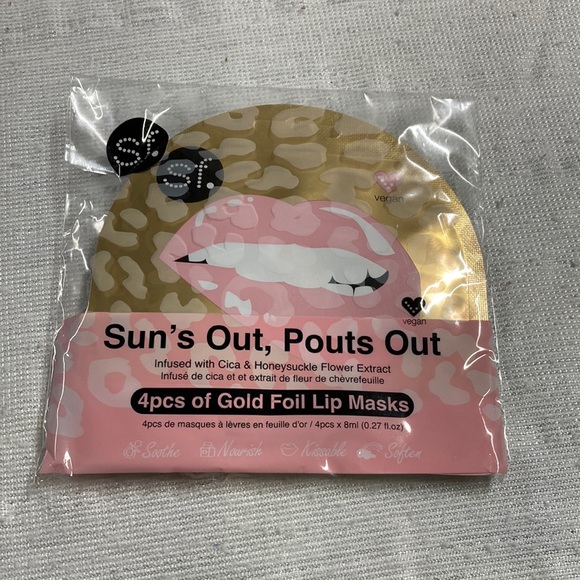 sf.
sf.
vegan
vegan
Sun's Out, Pouts Out
Infused with Cica & Honeysuckle Flower Extract
Infusé de cica et et extrait de fleur de chèvrefeuille
4pcs of Gold Foil Lip Masks
4pcs de masques à lèvres en feuille d'or / 4pcs x 8ml (0.27 fl.oz)
Soothe Nourish Kissable Soften